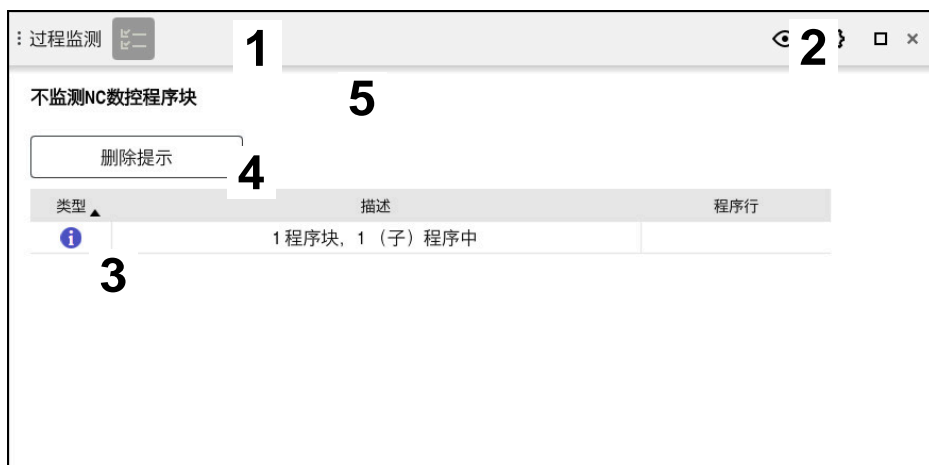 过程监测 1 2
不监测NC数控程序块 5
删除提示 4
类型 描述 程序行
1程序块, 1 (子) 程序中
3